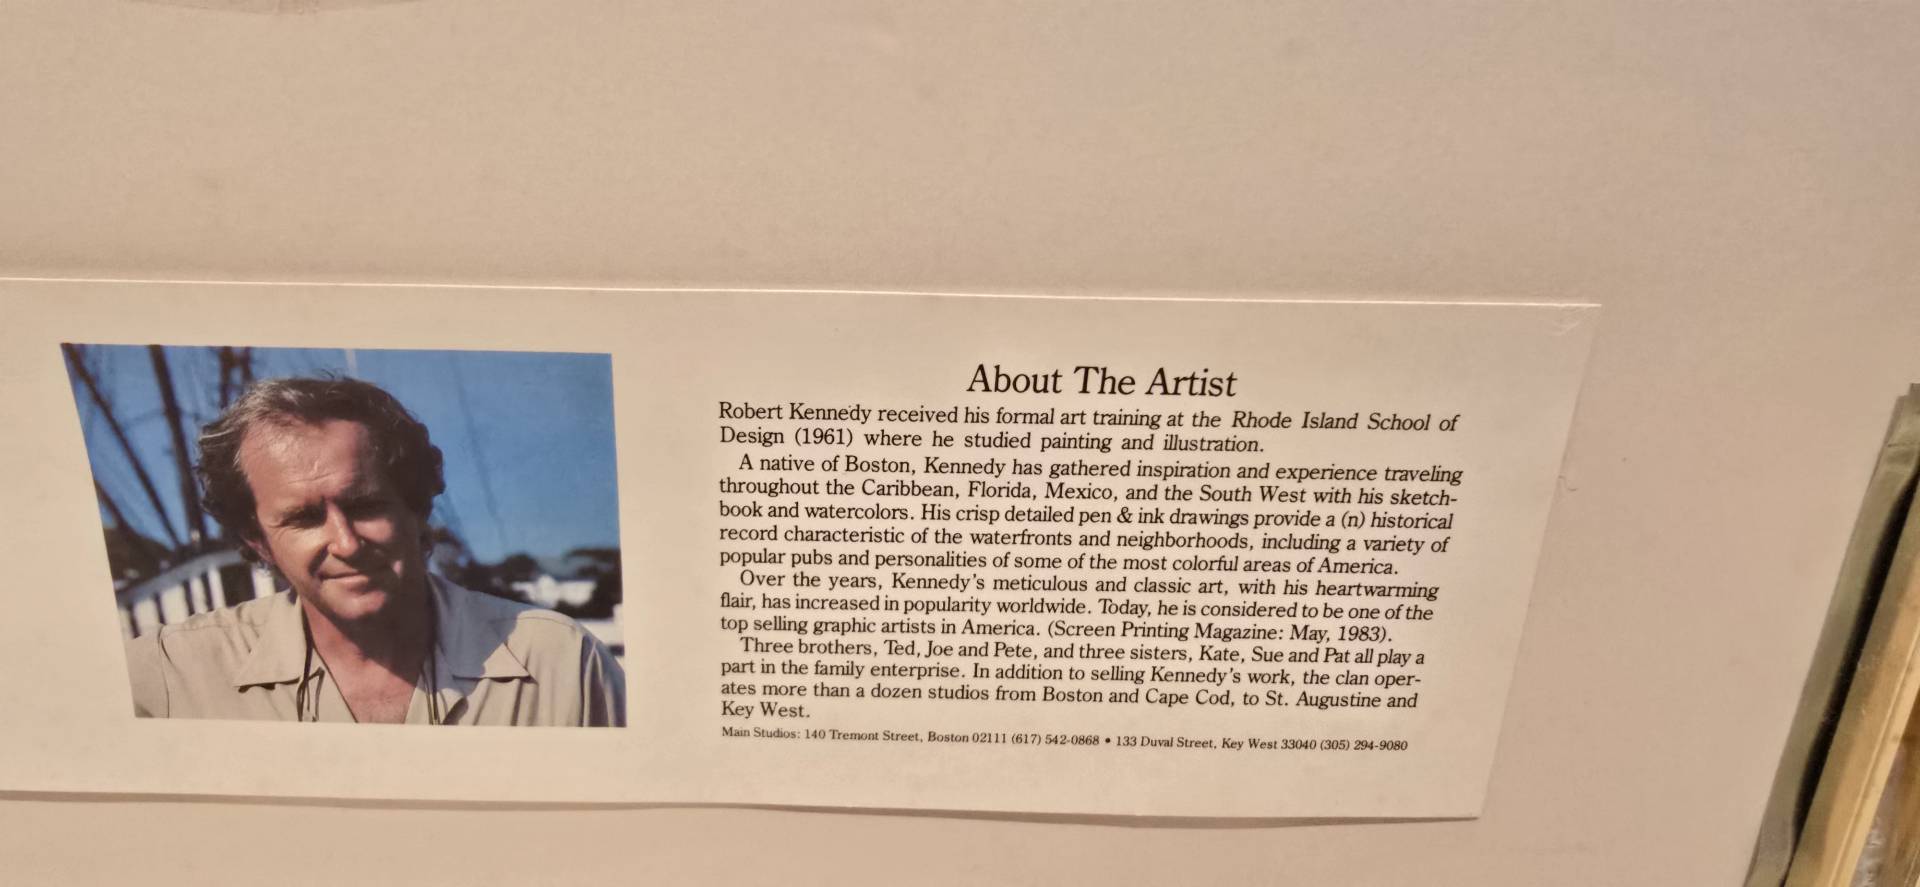 About The Artist
Robert Kennedy received his formal art training at the Rhode Island School of
Design (1961) where he studied painting and illustration.
A native of Boston, Kennedy has gathered inspiration and experience traveling
throughout the Caribbean, Florida, Mexico, and the South West with his sketch-
book and watercolors. His crisp detailed pen & ink drawings provide a (n) historical
record characteristic of the waterfronts and neighborhoods, including a variety of
popular pubs and personalities of some of the most colorful areas of America.
Over the years, Kennedy's meticulous and classic art, with his heartwarming
flair, has increased in popularity worldwide. Today, he is considered to be one of the
top selling graphic artists in America. (Screen Printing Magazine: May, 1983).
Three brothers, Ted, Joe and Pete, and three sisters, Kate, Sue and Pat all play a
part in the family enterprise. In addition to selling Kennedy's work, the clan oper-
ates more than a dozen studios from Boston and Cape Cod, to St. Augustine and
Key West.
Main Studios: 140 Tremont Street, Boston 02111 (617) 542-0868 • 133 Duval Street, Key West 33040 (305) 294-9080